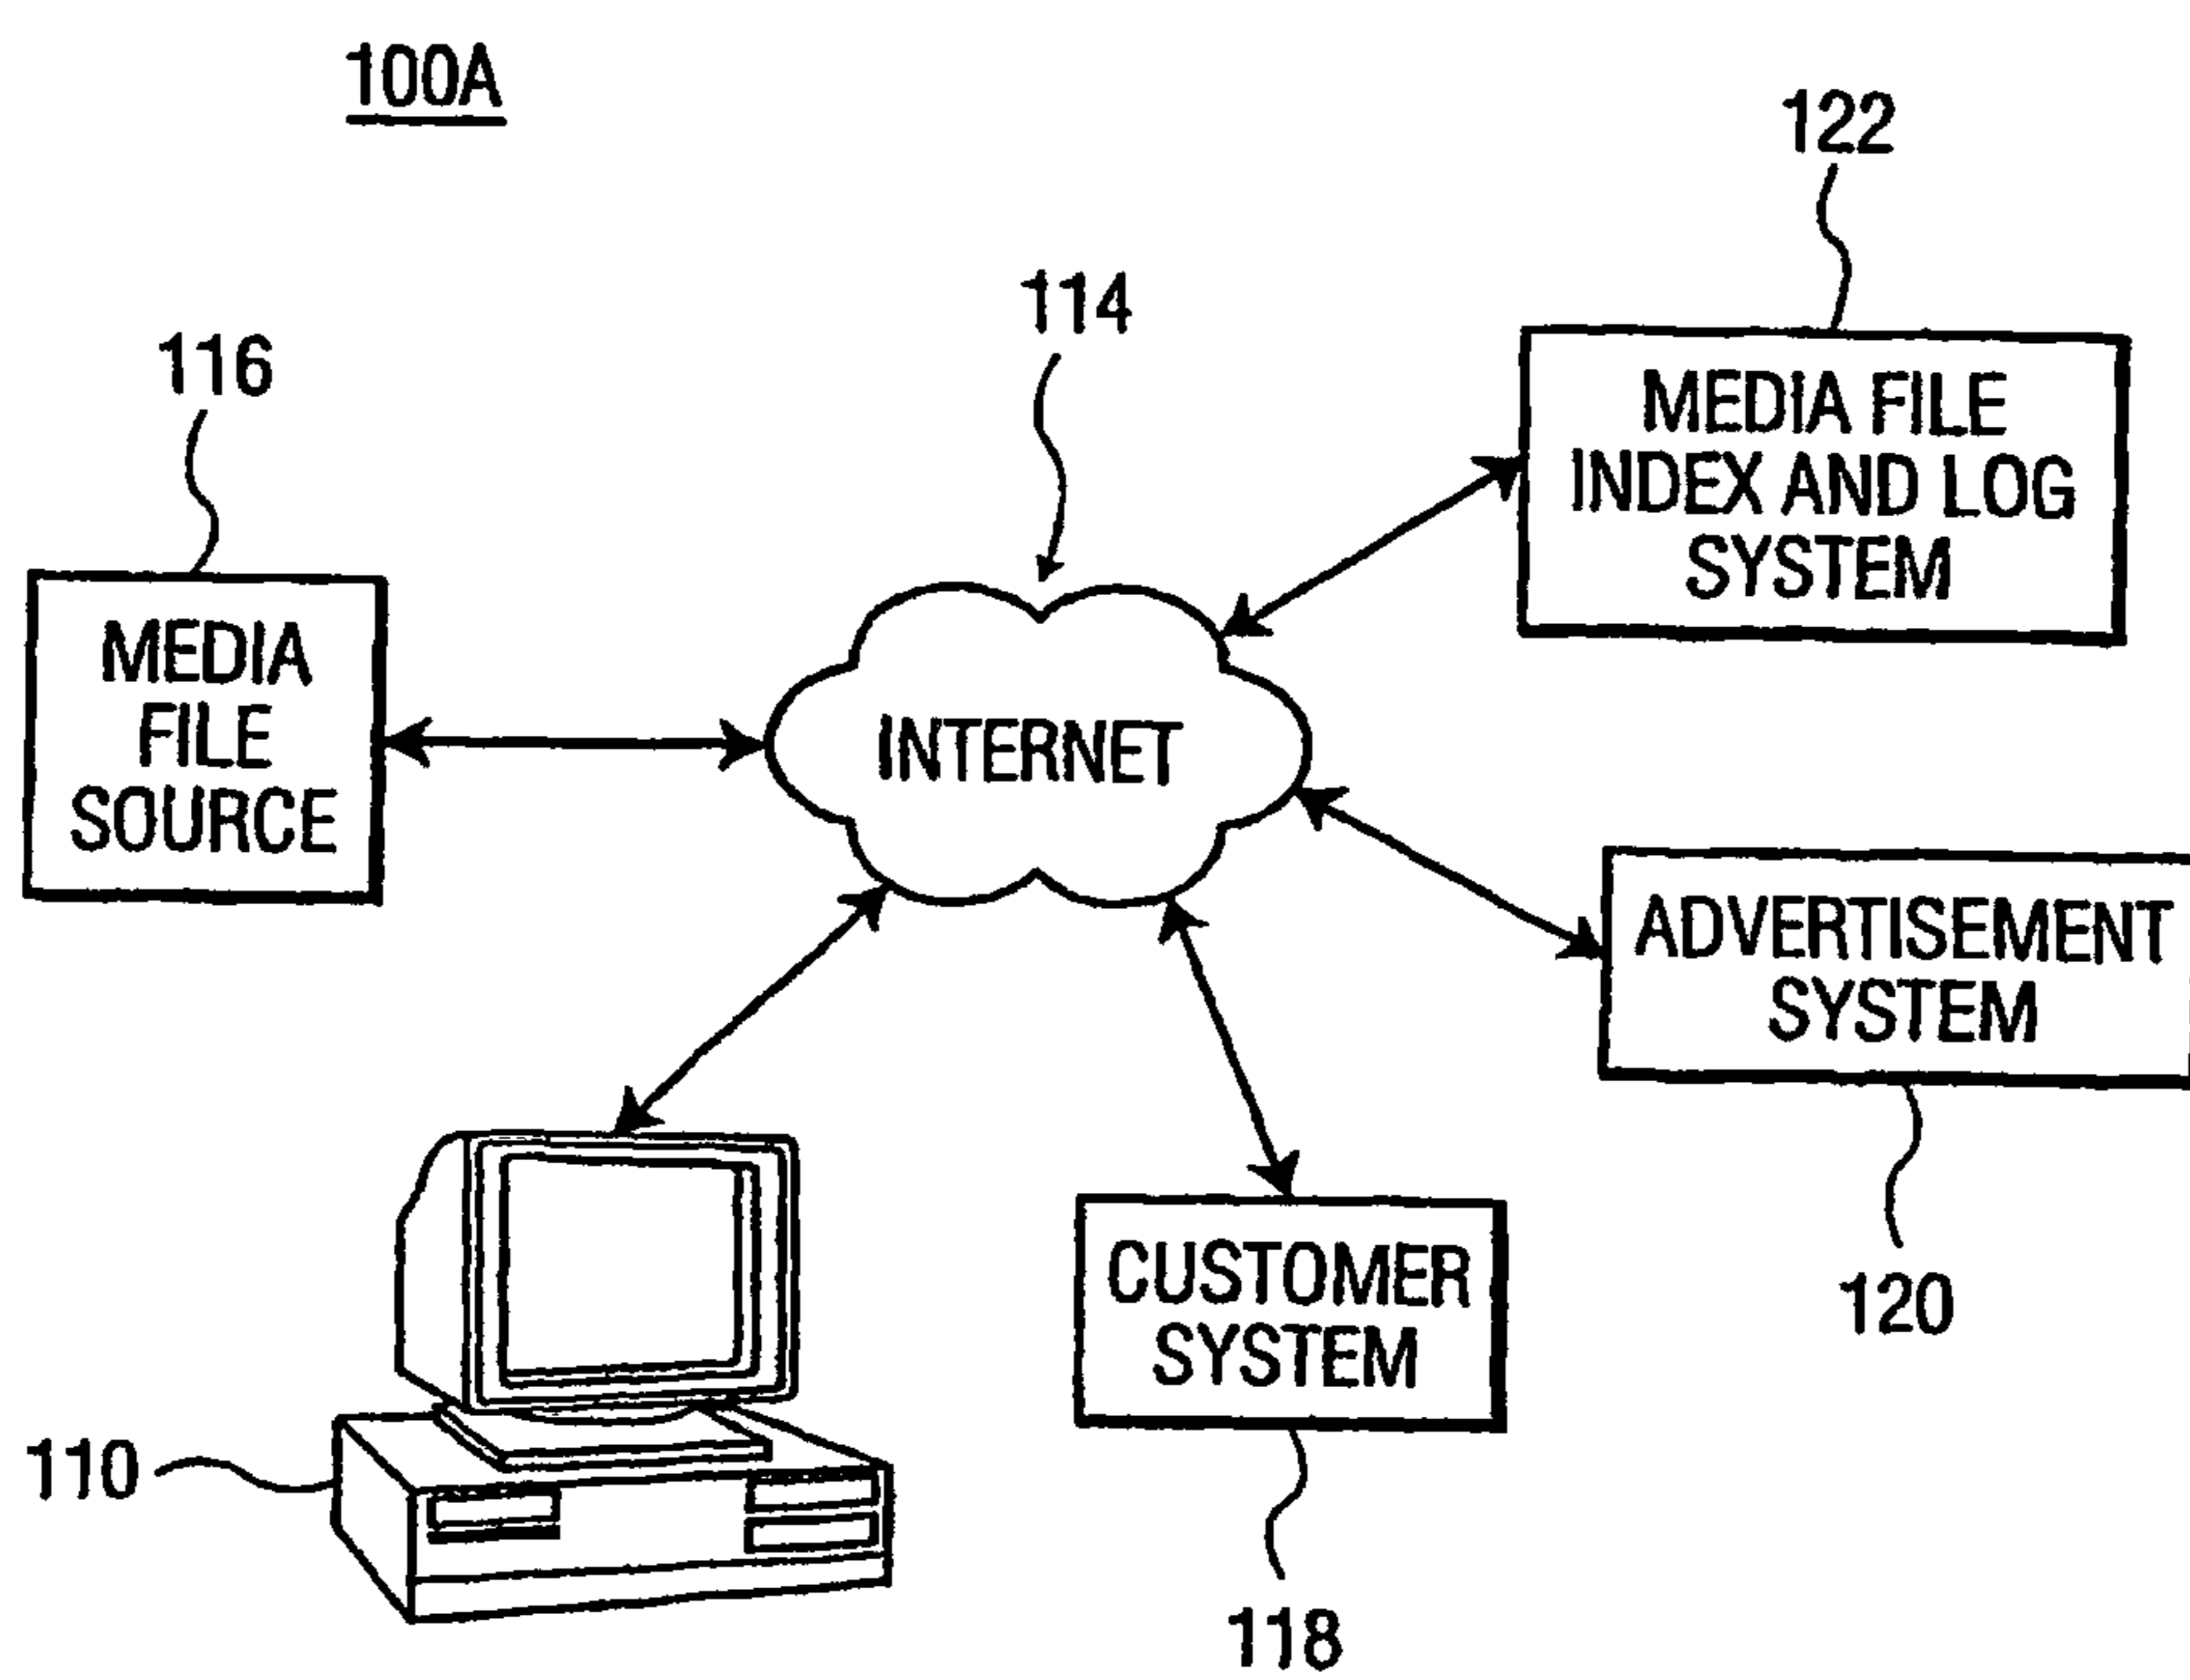 100A
122
114
116
MEDIA FILE
INDEX AND LOG
SYSTEM
MEDIA
FILE
SOURCE
INTERNET
ADVERTISEMENT
SYSTEM
CUSTOMER
SYSTEM
120
110
118